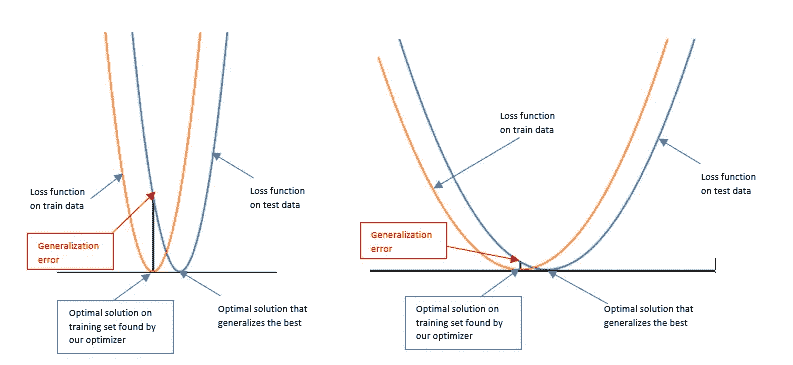 Loss function
on train data
Loss function
on test data
Generalization
error
Optimal solution on
training set found by
our optimizer
Optimal solution that
generalizes the best
Loss function
on train data
Loss function
on test data
Generalization
error
Optimal solution on
training set found by
our optimizer
Optimal solution that
generalizes the best